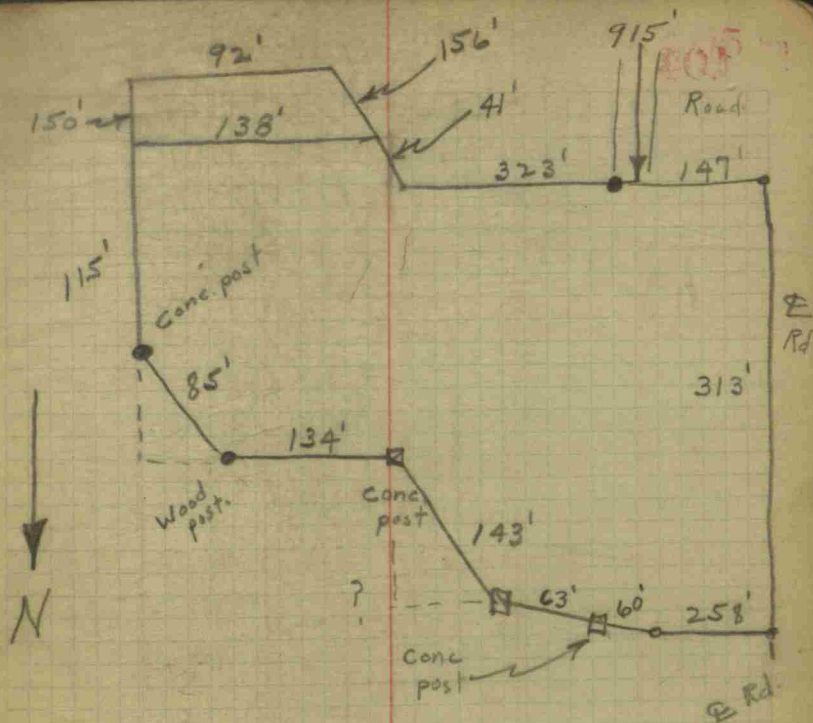 92'
156'
915'
150'
138'
41'
Road.
323'
147'
115'
Conc. post
℄
Rd
85'
313'
134'
Wood
post.
Conc
post
143'
N
?
63'
60'
258'
Conc
post
℄ Rd.